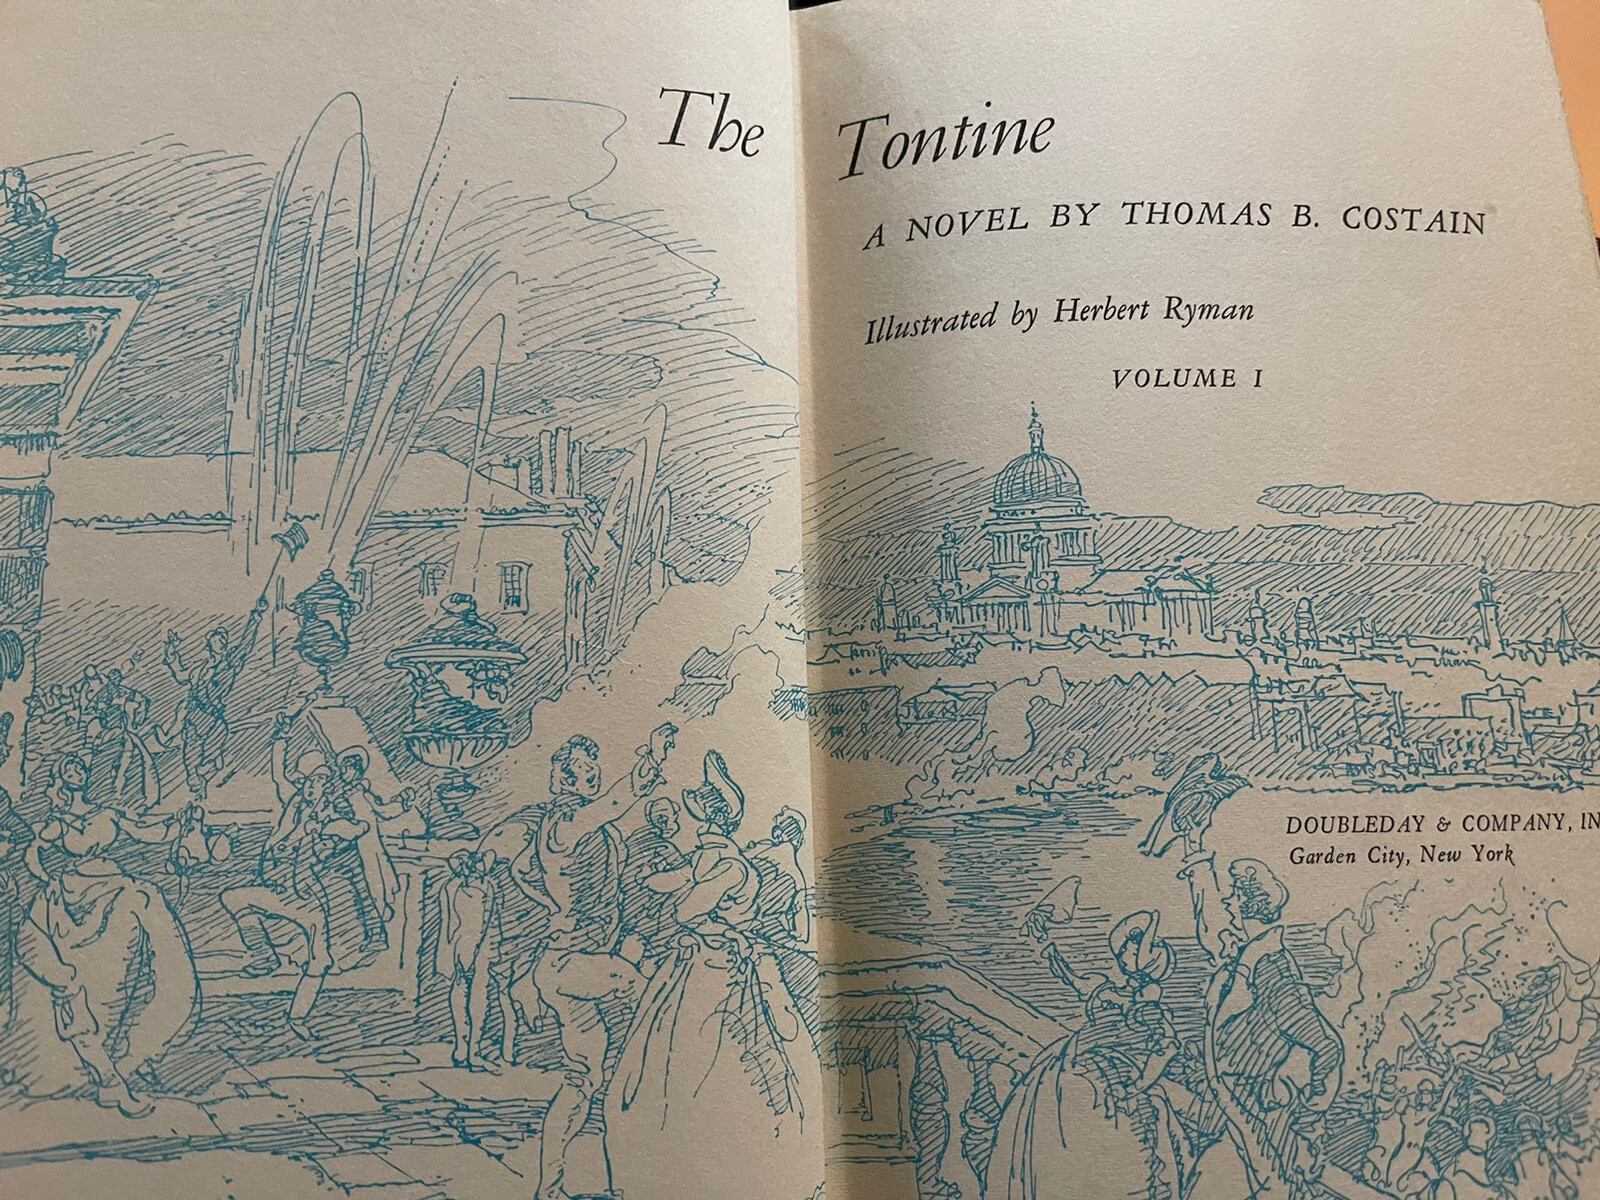 The Tontine
A NOVEL BY THOMAS B. COSTAIN
Illustrated by Herbert Ryman
VOLUME I
DOUBLEDAY & COMPANY, IN
Garden City, New York